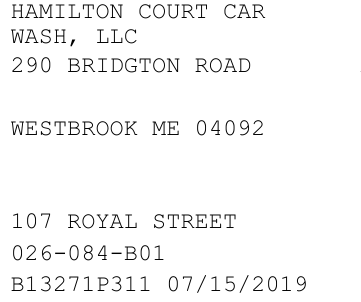 HAMILTON COURT CAR
WASH, LLC
290 BRIDGTON ROAD
WESTBROOK ME 04092
107 ROYAL STREET
026-084-B01
B13271P311 07/15/2019